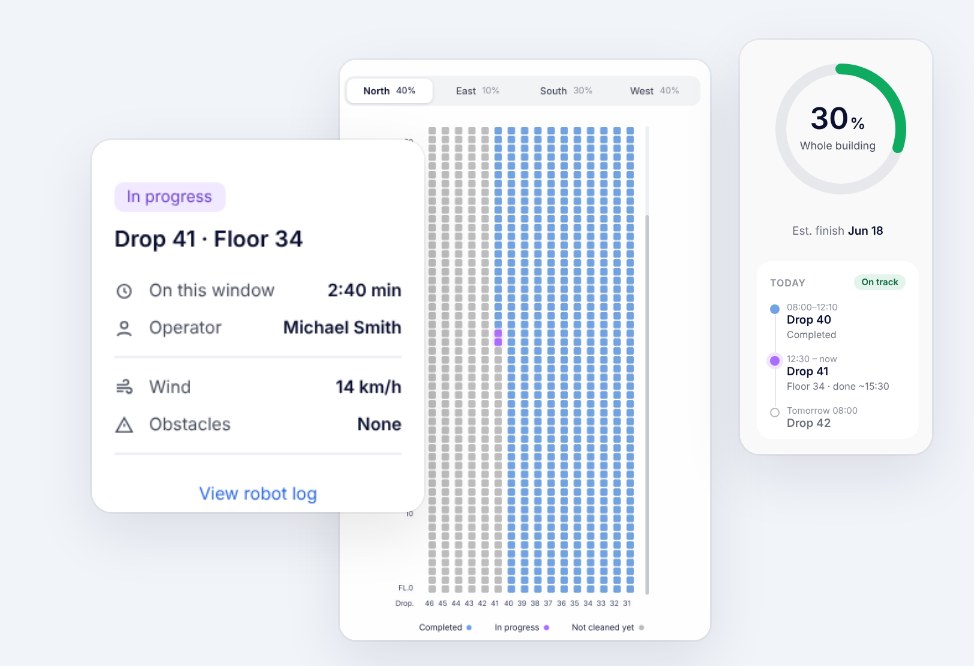 In progress
Drop 41 · Floor 34
On this window 2:40 min
Operator Michael Smith
Wind 14 km/h
Obstacles None
View robot log
North 40% East 10% South 30% West 40%
10
FL.0
Drop. 46 45 44 43 42 41 40 39 38 37 36 35 34 33 32 31
Completed In progress Not cleaned yet
30%
Whole building
Est. finish Jun 18
TODAY On track
08:00–12:10
Drop 40
Completed
12:30 – now
Drop 41
Floor 34 · done ~15:30
Tomorrow 08:00
Drop 42